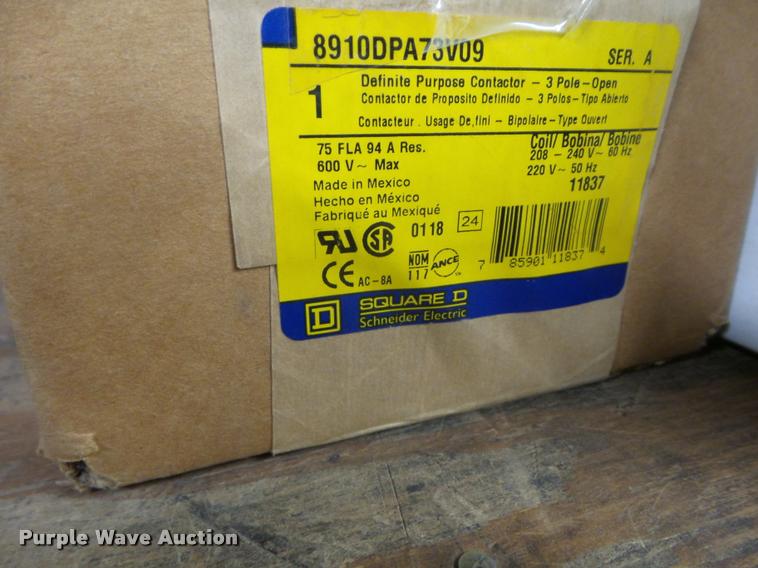 8910DPA73V09 SER. A
1
Definite Purpose Contactor - 3 Pole-Open
Contactor de Proposito Definido - 3 Polos-Tipo Abierto
Contacteur . Usage De,fini - Bipolaire-Type Ouvert
75 FLA 94 A Res.
600 V~ Max
Coil/ Bobina/ Bobine
208 - 240 V~ 60 Hz
220 V~ 50 Hz
11837
Made in Mexico
Hecho en México
Fabriqué au Mexiqué
0118
24
RU
SA
CE AC-8A
NOM
117
ANCE
7 85901 11837 4
D
SQUARE D
Schneider Electric
Purple Wave Auction